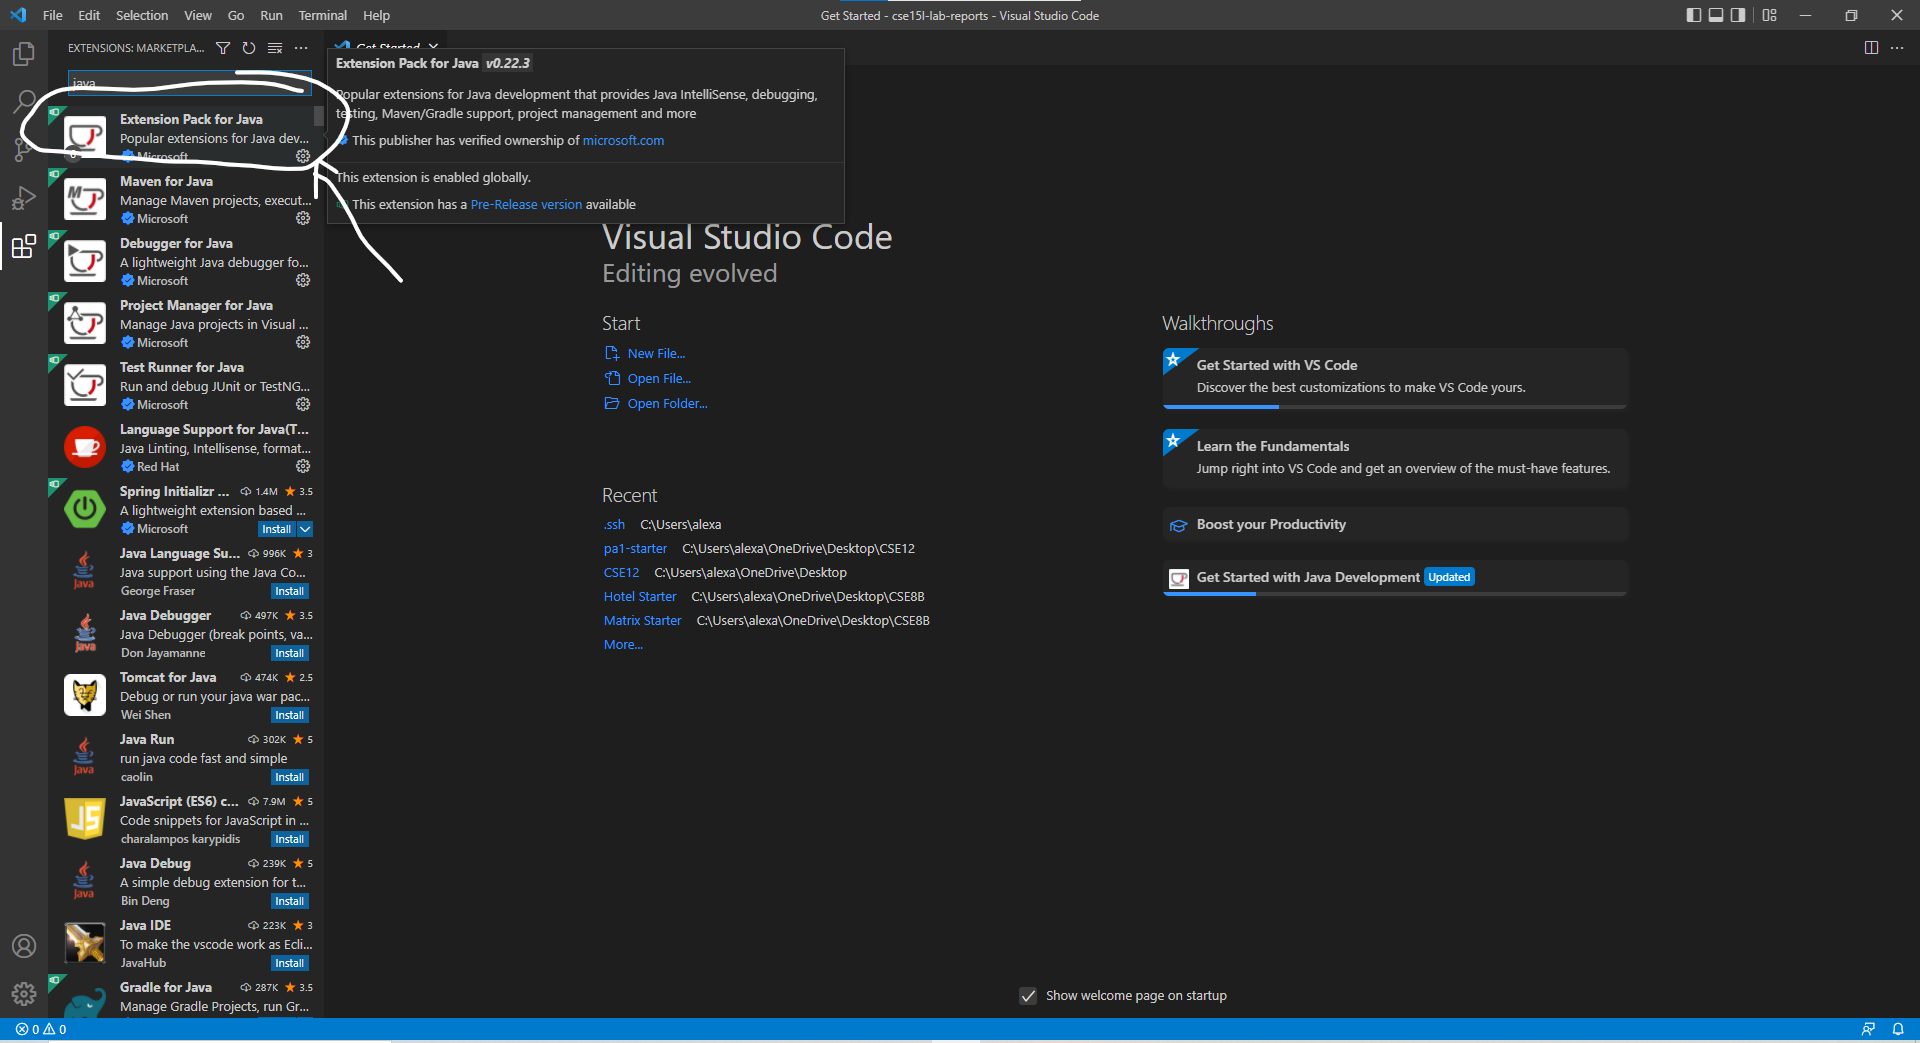 File Edit Selection View Go Run Terminal Help
Get Started - cse15l-lab-reports - Visual Studio Code
EXTENSIONS: MARKETPLA...
Get Started
java
Extension Pack for Java
Popular extensions for Java dev...
Microsoft
Maven for Java
Manage Maven projects, execut...
Microsoft
Debugger for Java
A lightweight Java debugger fo...
Microsoft
Project Manager for Java
Manage Java projects in Visual ...
Microsoft
Test Runner for Java
Run and debug JUnit or TestNG...
Microsoft
Language Support for Java(T...
Java Linting, Intellisense, format...
Red Hat
Spring Initializr ... 1.4M 3.5
A lightweight extension based ...
Microsoft Install
Java Language Su... 996K 3
Java support using the Java Co...
George Fraser Install
Java Debugger 497K 3.5
Java Debugger (break points, va...
Don Jayamanne Install
Tomcat for Java 474K 2.5
Debug or run your java war pac...
Wei Shen Install
Java Run 302K 5
run java code fast and simple
caolin Install
JavaScript (ES6) c... 7.9M 5
Code snippets for JavaScript in ...
charalampos karypidis Install
Java Debug 239K 5
A simple debug extension for t...
Bin Deng Install
Java IDE 223K 3
To make the vscode work as Ecli...
JavaHub Install
Gradle for Java 287K 3.5
Manage Gradle Projects, run Gr...
Extension Pack for Java v0.22.3
Popular extensions for Java development that provides Java IntelliSense, debugging,
testing, Maven/Gradle support, project management and more
This publisher has verified ownership of microsoft.com
This extension is enabled globally.
This extension has a Pre-Release version available
Visual Studio Code
Editing evolved
Start
New File...
Open File...
Open Folder...
Recent
.ssh C:\Users\alexa
pa1-starter C:\Users\alexa\OneDrive\Desktop\CSE12
CSE12 C:\Users\alexa\OneDrive\Desktop
Hotel Starter C:\Users\alexa\OneDrive\Desktop\CSE8B
Matrix Starter C:\Users\alexa\OneDrive\Desktop\CSE8B
More...
Walkthroughs
Get Started with VS Code
Discover the best customizations to make VS Code yours.
Learn the Fundamentals
Jump right into VS Code and get an overview of the must-have features.
Boost your Productivity
Get Started with Java Development Updated
Show welcome page on startup
0 0